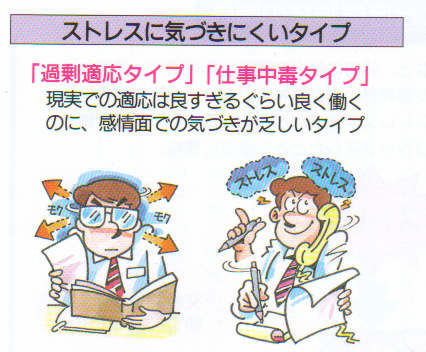 ストレスに気づきにくいタイプ
「過剰適応タイプ」「仕事中毒タイプ」
現実での適応は良すぎるぐらい良く働く
のに、感情面での気づきが乏しいタイプ
モク
モク
ストレス
ストレス